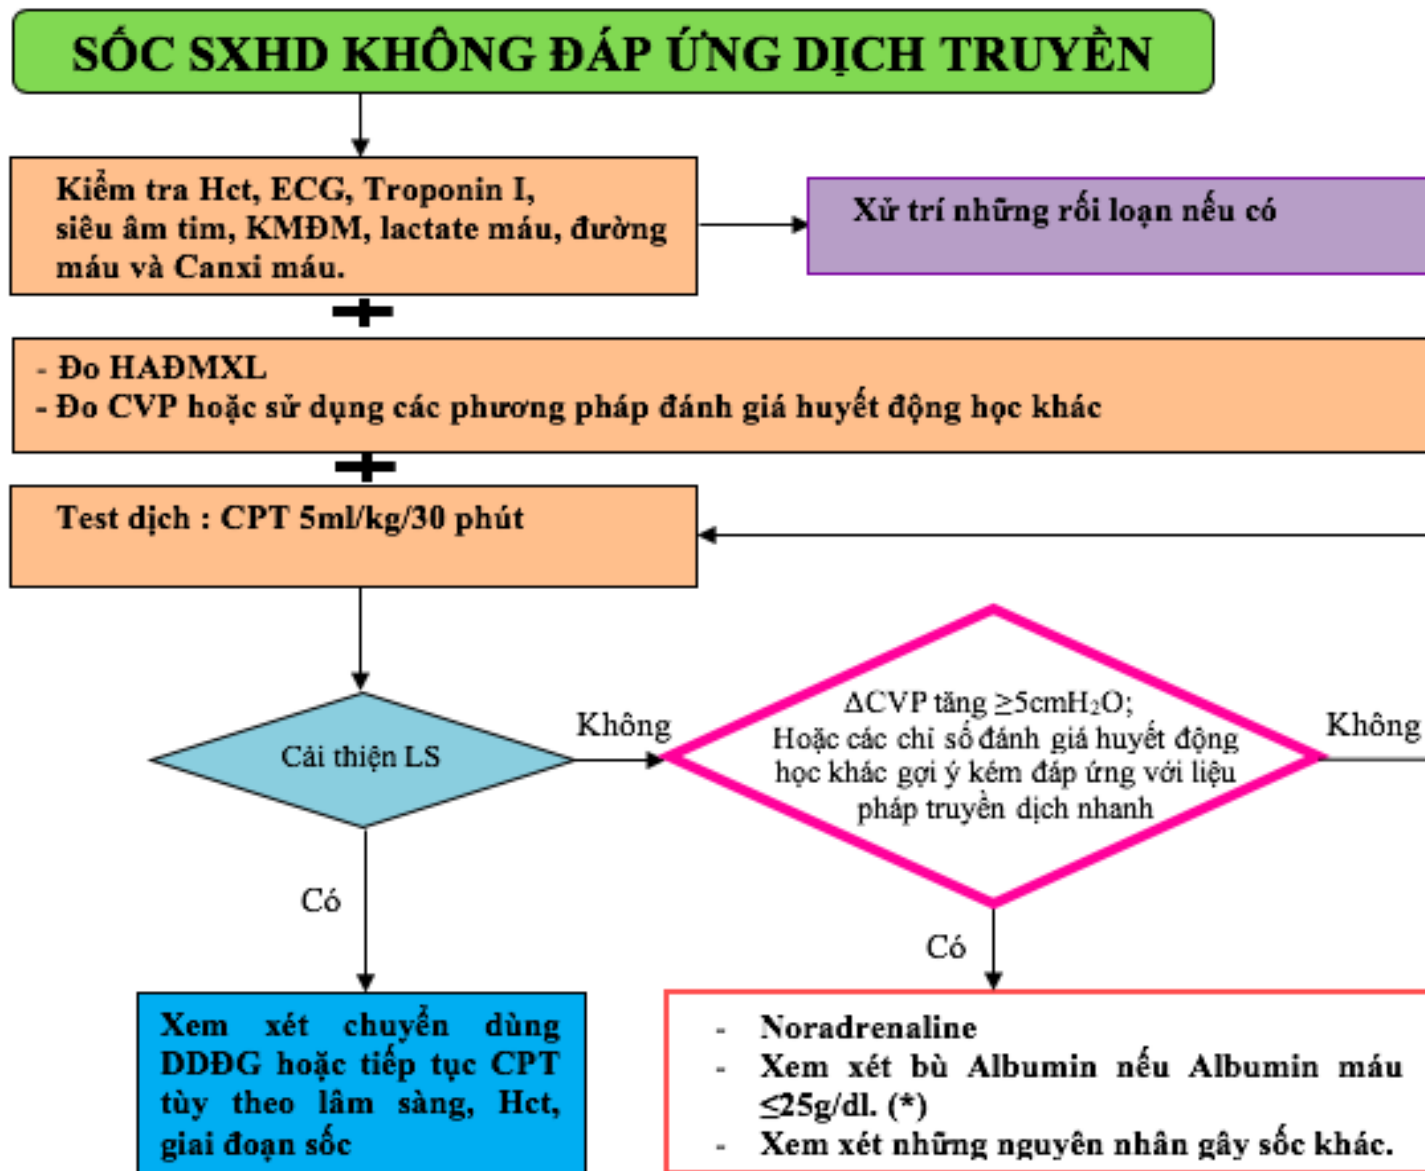 SỐC SXHD KHÔNG ĐÁP ỨNG DỊCH TRUYỀN
Kiểm tra Hct, ECG, Troponin I,
siêu âm tim, KMĐM, lactate máu, đường
máu và Canxi máu.
Xử trí những rối loạn nếu có
- Đo HAĐMXL
- Đo CVP hoặc sử dụng các phương pháp đánh giá huyết động học khác
Test dịch : CPT 5ml/kg/30 phút
Cải thiện LS
Không
ΔCVP tăng ≥5cmH₂O;
Hoặc các chỉ số đánh giá huyết động
học khác gợi ý kém đáp ứng với liệu
pháp truyền dịch nhanh
Không
Có
Có
Xem xét chuyển dùng
DDĐG hoặc tiếp tục CPT
tùy theo lâm sàng, Hct,
giai đoạn sốc
- Noradrenaline
- Xem xét bù Albumin nếu Albumin máu
≤25g/dl. (*)
- Xem xét những nguyên nhân gây sốc khác.